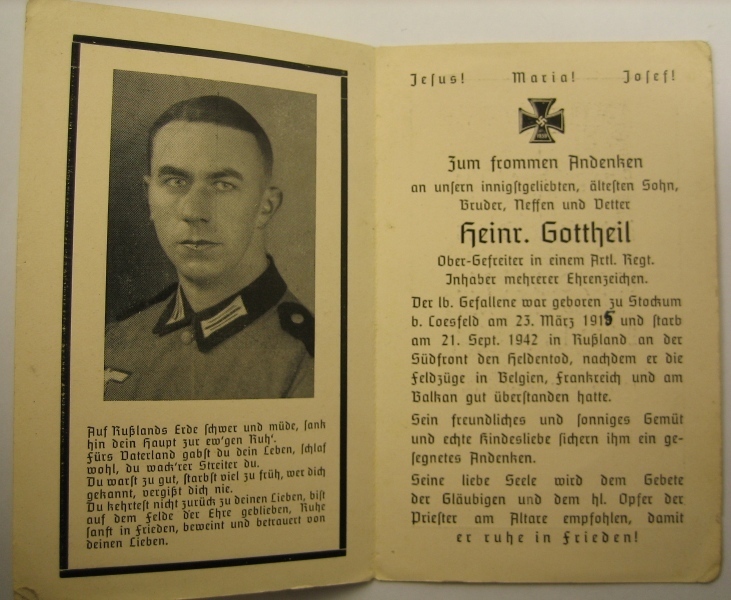 Auf Rußlands Erde schwer und müde, sank
hin dein Haupt zur ew'gen Ruh'.
Fürs Vaterland gabst du dein Leben, schlaf
wohl, du wack'rer Streiter du.
Du warst zu gut, starbst viel zu früh, wer dich
gekannt, vergißt dich nie.
Du kehrtest nicht zurück zu deinen Lieben, bist
auf dem Felde der Ehre geblieben, Ruhe
sanft in Frieden, beweint und betrauert von
deinen Lieben.
Jesus! Maria! Josef!
Zum frommen Andenken
an unsern innigstgeliebten, ältesten Sohn,
Bruder, Neffen und Vetter
Heinr. Gottheil
Ober-Gefreiter in einem Artl. Regt.
Inhaber mehrerer Ehrenzeichen.
Der lb. Gefallene war geboren zu Stockum
b. Coesfeld am 23. März 1915 und starb
am 21. Sept. 1942 in Rußland an der
Südfront den Heldentod, nachdem er die
Feldzüge in Belgien, Frankreich und am
Balkan gut überstanden hatte.
Sein freundliches und sonniges Gemüt
und echte Kindesliebe sichern ihm ein ge-
segnetes Andenken.
Seine liebe Seele wird dem Gebete
der Gläubigen und dem hl. Opfer der
Priester am Altare empfohlen, damit
er ruhe in Frieden!